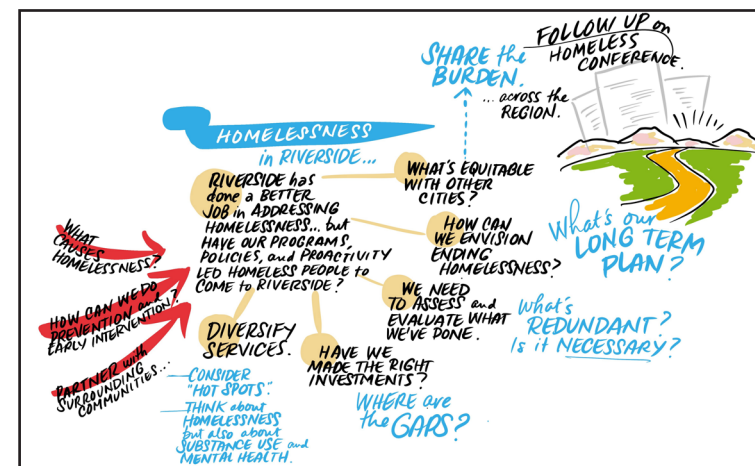 HOMELESSNESS
in RIVERSIDE...
RIVERSIDE has
done a BETTER
JOB in ADDRESSING
HOMELESSNESS... but
HAVE OUR PROGRAMS,
POLICIES, and PROACTIVITY
LED HOMELESS PEOPLE to
COME to RIVERSIDE?
WHAT
CAUSES
HOMELESSNESS?
HOW CAN WE DO
PREVENTION and
EARLY INTERVENTION?
PARTNER with
SURROUNDING
COMMUNITIES...
DIVERSIFY
SERVICES.
—CONSIDER
"HOT SPOTS".
—THINK about
HOMELESSNESS
but also about
SUBSTANCE USE and
MENTAL HEALTH.
HAVE WE
MADE THE RIGHT
INVESTMENTS?
WHERE are
the GAPS?
WE NEED
TO ASSESS and
EVALUATE WHAT
WE'VE DONE.
What's
REDUNDANT?
Is it NECESSARY?
HOW CAN
WE ENVISION
ENDING
HOMELESSNESS?
What's our
LONG TERM
PLAN?
WHAT'S EQUITABLE
WITH OTHER
CITIES?
SHARE the
BURDEN.
...across the
REGION.
FOLLOW UP on
HOMELESS
CONFERENCE.